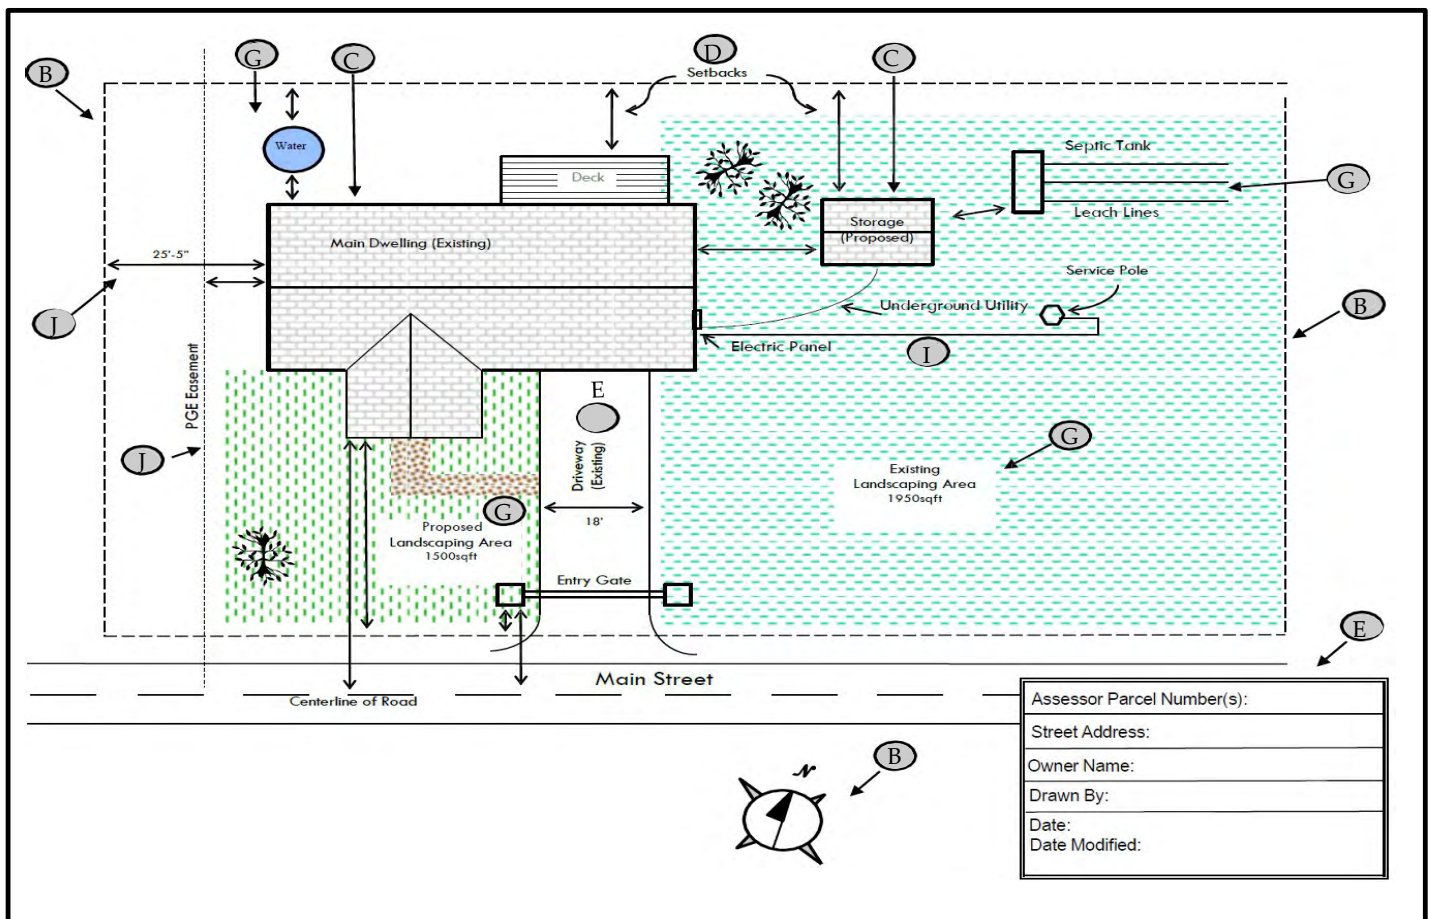 G
C
D
C
B
Setbacks
Water
Septic Tank
Deck
G
Leach Lines
Storage
(Proposed)
Main Dwelling (Existing)
25'-5"
Service Pole
B
Underground Utility
J
Electric Panel
I
PGE Easement
E
J
Driveway
(Existing)
G
Existing
Landscaping Area
1950sqft
G
18'
Proposed
Landscaping Area
1500sqft
Entry Gate
E
Main Street
Centerline of Road
Assessor Parcel Number(s):
Street Address:
Owner Name:
Drawn By:
Date:
Date Modified:
B
N